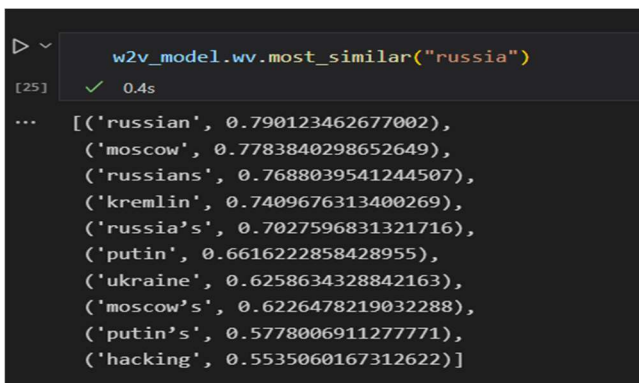 w2v_model.wv.most_similar("russia")
[25] ✓ 0.4s
... [('russian', 0.790123462677002),
('moscow', 0.7783840298652649),
('russians', 0.7688039541244507),
('kremlin', 0.7409676313400269),
('russia’s', 0.7027596831321716),
('putin', 0.6616222858428955),
('ukraine', 0.6258634328842163),
('moscow’s', 0.6226478219032288),
('putin’s', 0.5778006911277771),
('hacking', 0.5535060167312622)]